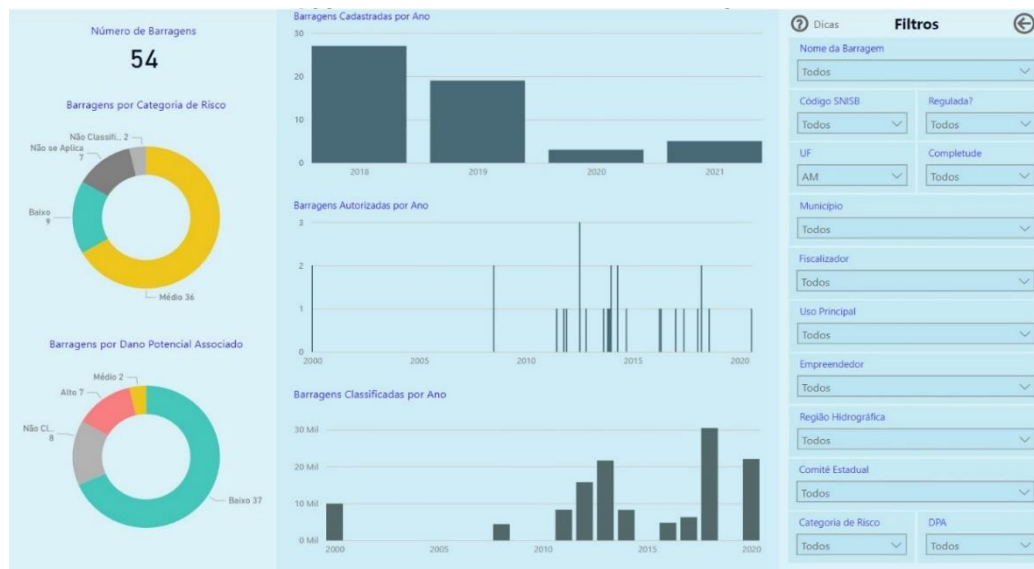 Número de Barragens
54
Barragens por Categoria de Risco
Não Classifi.. 2
Não se Aplica
7
Baixo
9
Médio 36
Barragens por Dano Potencial Associado
Médio 2
Alto 7
Não Cl...
8
Baixo 37
Barragens Cadastradas por Ano
30
20
10
0
2018 2019 2020 2021
Barragens Autorizadas por Ano
3
2
1
0
2000 2005 2010 2015 2020
Barragens Classificadas por Ano
30 Mil
20 Mil
10 Mil
0 Mil
2000 2005 2010 2015 2020
? Dicas Filtros
Nome da Barragem
Todos
Código SNISB Regulada?
Todos Todos
UF Completude
AM Todos
Município
Todos
Fiscalizador
Todos
Uso Principal
Todos
Empreendedor
Todos
Região Hidrográfica
Todos
Comitê Estadual
Todos
Categoria de Risco DPA
Todos Todos